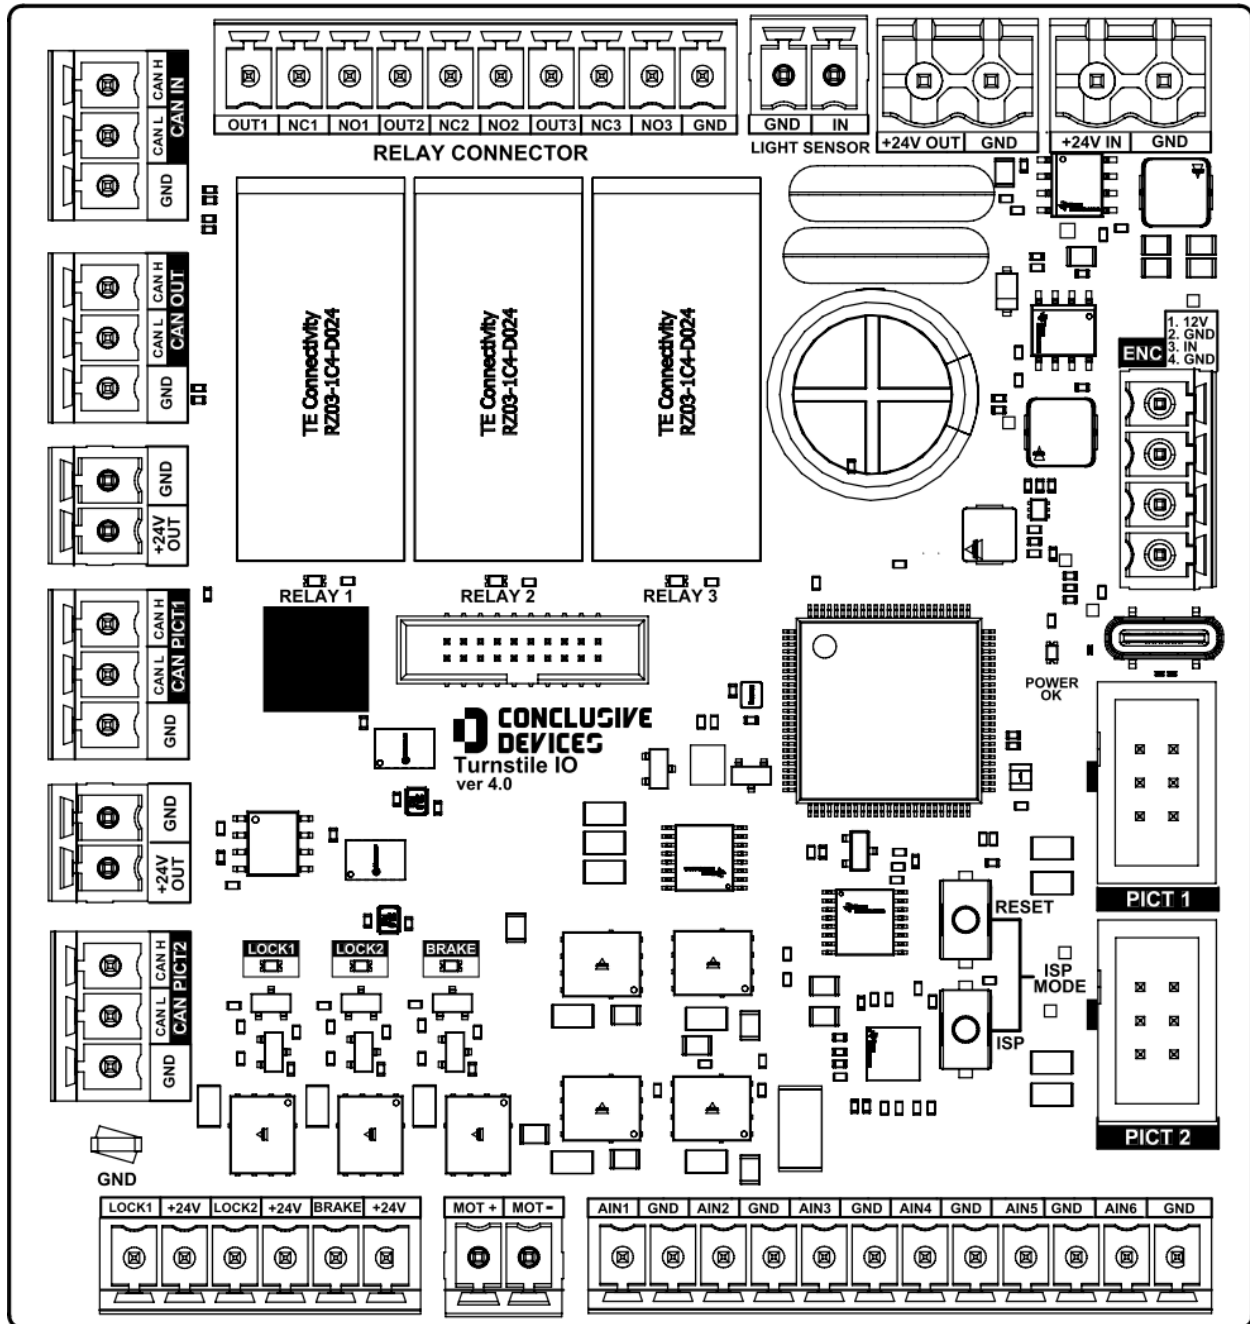 OUT1 NC1 NO1 OUT2 NC2 NO2 OUT3 NC3 NO3 GND
RELAY CONNECTOR
GND IN
LIGHT SENSOR
+24V OUT GND
+24V IN GND
CAN H
CAN L
GND
CAN IN
CAN H
CAN L
GND
CAN OUT
GND
+24V
OUT
CAN H
CAN L
GND
CAN PICT1
GND
+24V
OUT
CAN H
CAN L
GND
CAN PICT2
TE Connectivity
RZ03-1C4-D024
TE Connectivity
RZ03-1C4-D024
TE Connectivity
RZ03-1C4-D024
RELAY 1
RELAY 2
RELAY 3
ENC
1. 12V
2. GND
3. IN
4. GND
POWER
OK
CONCLUSIVE
DEVICES
Turnstile IO
ver 4.0
PICT 1
RESET
ISP
MODE
ISP
PICT 2
LOCK1
LOCK2
BRAKE
GND
LOCK1 +24V LOCK2 +24V BRAKE +24V
MOT + MOT -
AIN1 GND AIN2 GND AIN3 GND AIN4 GND AIN5 GND AIN6 GND